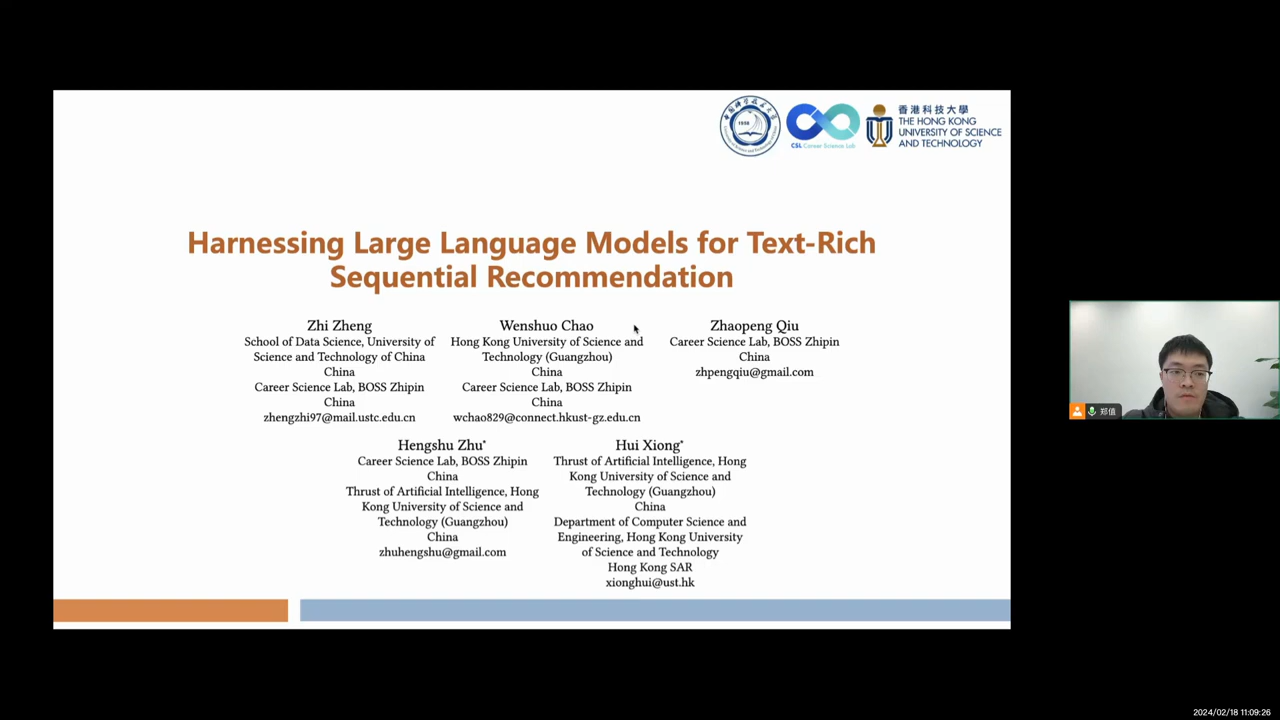 1958
CSL Career Science Lab
香港科技大學
THE HONG KONG
UNIVERSITY OF SCIENCE
AND TECHNOLOGY
Harnessing Large Language Models for Text-Rich
Sequential Recommendation
Zhi Zheng
School of Data Science, University of
Science and Technology of China
China
Career Science Lab, BOSS Zhipin
China
zhengzhi97@mail.ustc.edu.cn
Wenshuo Chao
Hong Kong University of Science and
Technology (Guangzhou)
China
Career Science Lab, BOSS Zhipin
China
wchao829@connect.hkust-gz.edu.cn
Zhaopeng Qiu
Career Science Lab, BOSS Zhipin
China
zhpengqiu@gmail.com
Hengshu Zhu*
Career Science Lab, BOSS Zhipin
China
Thrust of Artificial Intelligence, Hong
Kong University of Science and
Technology (Guangzhou)
China
zhuhengshu@gmail.com
Hui Xiong*
Thrust of Artificial Intelligence, Hong
Kong University of Science and
Technology (Guangzhou)
China
Department of Computer Science and
Engineering, Hong Kong University
of Science and Technology
Hong Kong SAR
xionghui@ust.hk
郑值
2024/02/18 11:09:26